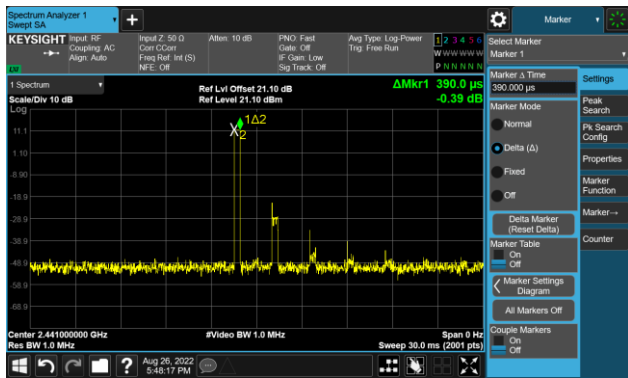 Spectrum Analyzer 1
Swept SA
Marker
KEYSIGHT
Input: RF
Coupling: AC
Align: Auto
Input Z: 50 Ω
Corr CCorr
Freq Ref: Int (S)
NFE: Off
Atten: 10 dB
PNO: Fast
Gate: Off
IF Gain: Low
Sig Track: Off
Avg Type: Log-Power
Trig: Free Run
1 2 3 4 5 6
W W W W W W
P N N N N N
Select Marker
Marker 1
1 Spectrum
Scale/Div 10 dB
Log
Ref Lvl Offset 21.10 dB
Ref Level 21.10 dBm
ΔMkr1 390.0 µs
-0.39 dB
1Δ2
X2
11.1
1.10
-8.90
-18.9
-28.9
-38.9
-48.9
-58.9
-68.9
Center 2.441000000 GHz
Res BW 1.0 MHz
#Video BW 1.0 MHz
Span 0 Hz
Sweep 30.0 ms (2001 pts)
Marker Δ Time
390.000 µs
Marker Mode
Normal
Delta (Δ)
Fixed
Off
Delta Marker
(Reset Delta)
Marker Table
On
Off
Marker Settings
Diagram
All Markers Off
Couple Markers
On
Off
Settings
Peak
Search
Pk Search
Config
Properties
Marker
Function
Marker→
Counter
?
Aug 26, 2022
5:48:17 PM